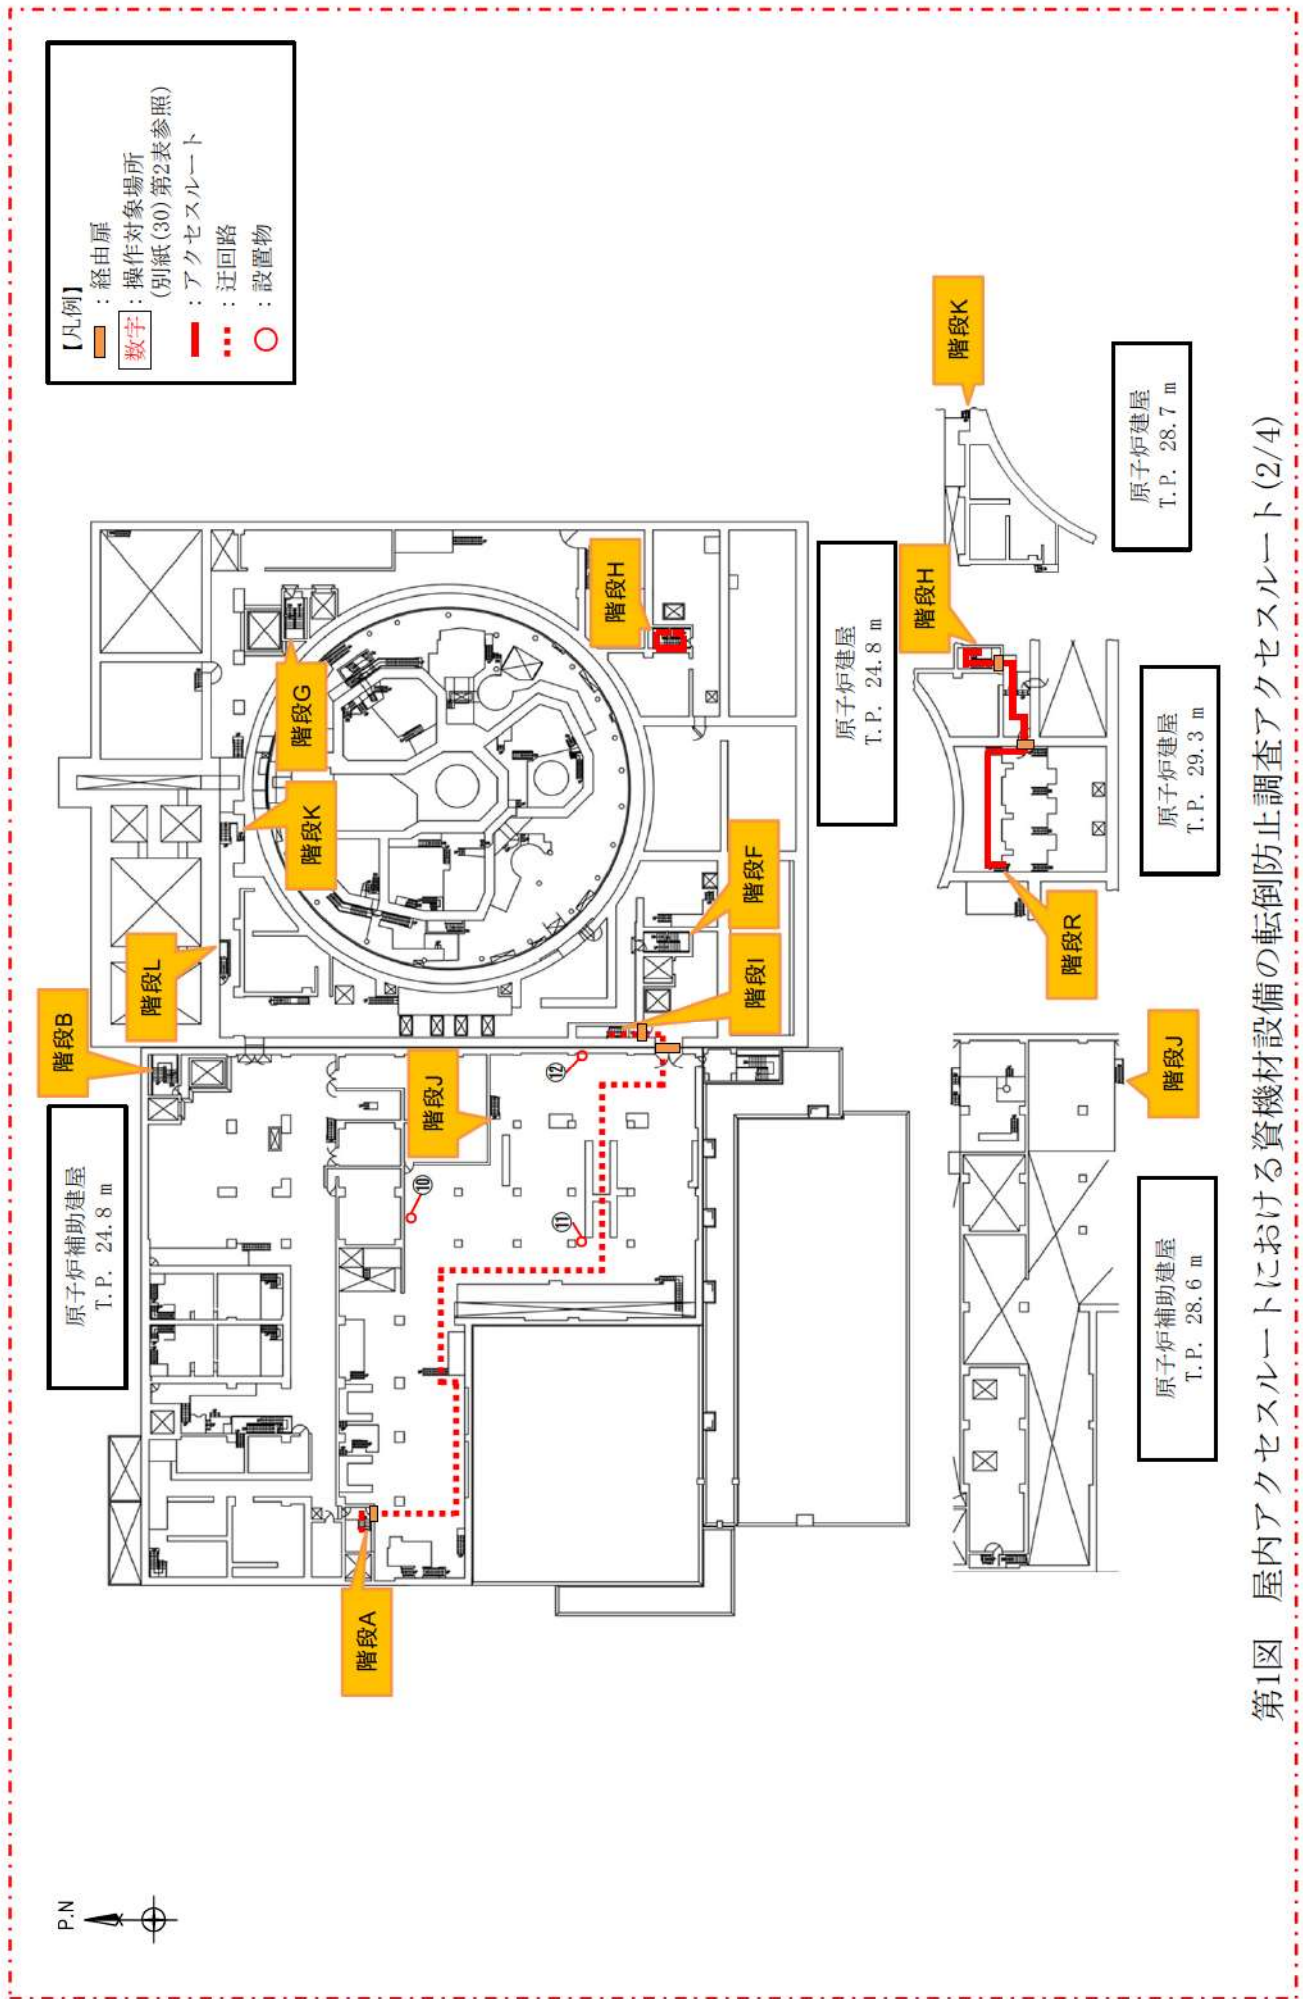 P.N
【凡例】
：経由扉
数字：操作対象場所
(別紙(30)第2表参照)
：アクセスルート
：迂回路
：設置物
原子炉補助建屋
T.P. 24.8 m
階段B
階段L
階段K
階段G
階段A
階段J
⑩
⑪
⑫
階段I
階段F
階段H
原子炉建屋
T.P. 24.8 m
原子炉補助建屋
T.P. 28.6 m
階段J
階段R
階段H
原子炉建屋
T.P. 29.3 m
階段K
原子炉建屋
T.P. 28.7 m
第1図　屋内アクセスルートにおける資機材設備の転倒防止調査アクセスルート(2/4)